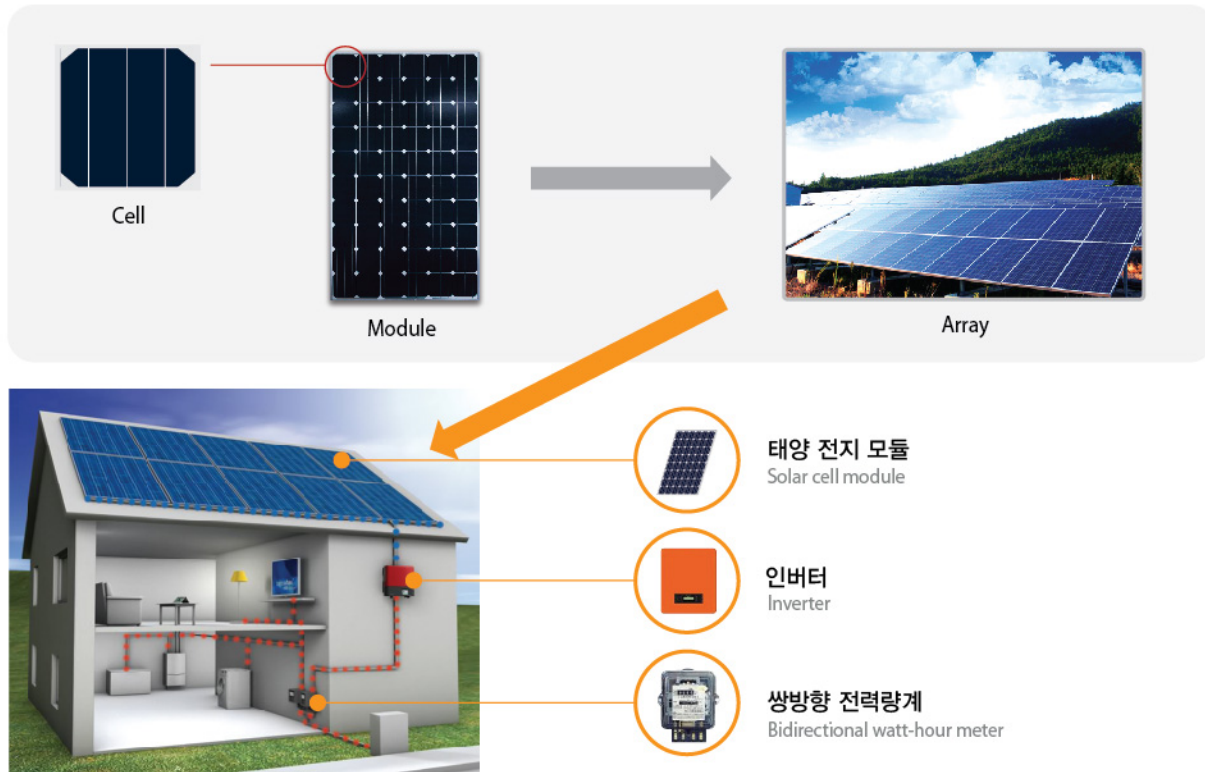 Cell
Module
Array
태양 전지 모듈
Solar cell module
인버터
Inverter
쌍방향 전력량계
Bidirectional watt-hour meter